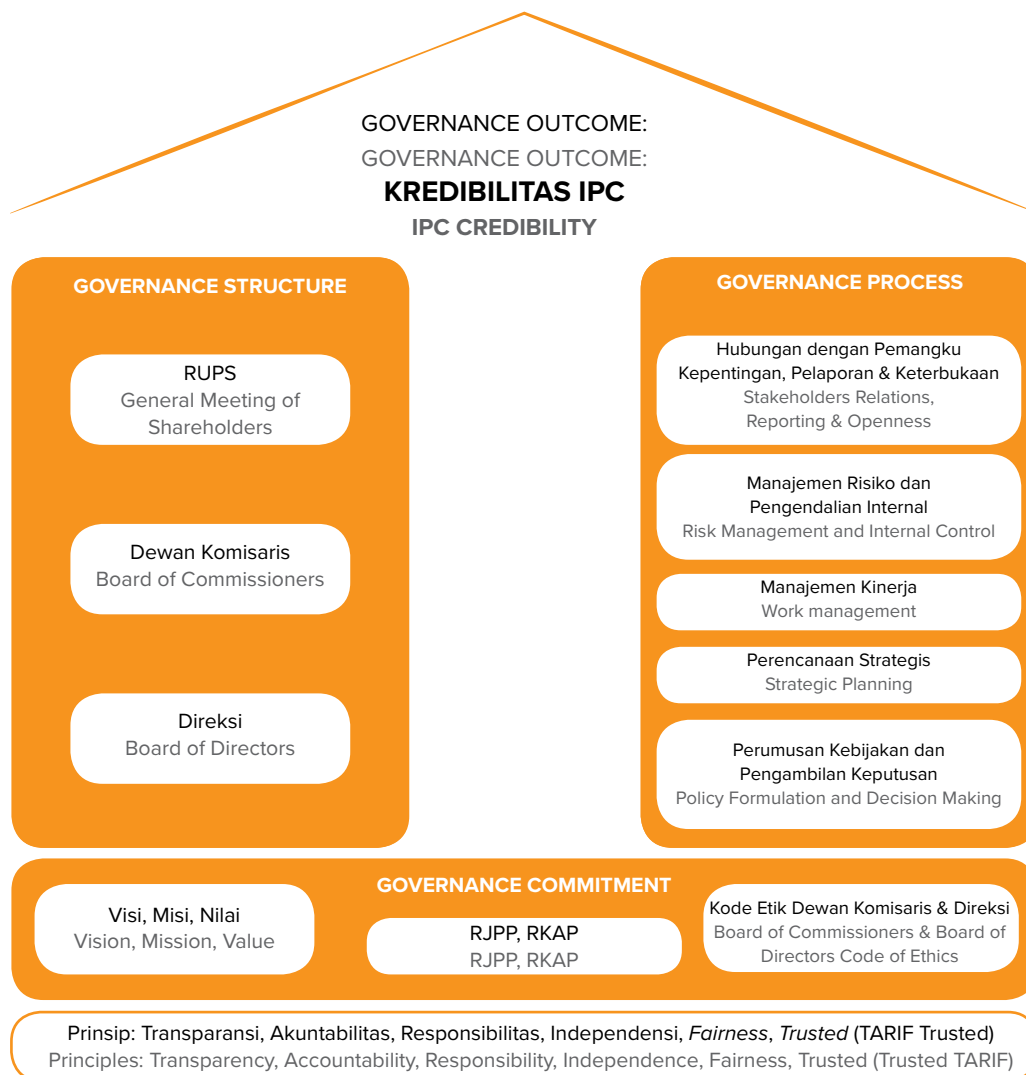 GOVERNANCE OUTCOME:
GOVERNANCE OUTCOME:
KREDIBILITAS IPC
IPC CREDIBILITY
GOVERNANCE STRUCTURE
RUPS
General Meeting of
Shareholders
Dewan Komisaris
Board of Commissioners
Direksi
Board of Directors
GOVERNANCE PROCESS
Hubungan dengan Pemangku
Kepentingan, Pelaporan & Keterbukaan
Stakeholders Relations,
Reporting & Openness
Manajemen Risiko dan
Pengendalian Internal
Risk Management and Internal Control
Manajemen Kinerja
Work management
Perencanaan Strategis
Strategic Planning
Perumusan Kebijakan dan
Pengambilan Keputusan
Policy Formulation and Decision Making
GOVERNANCE COMMITMENT
Visi, Misi, Nilai
Vision, Mission, Value
RJPP, RKAP
RJPP, RKAP
Kode Etik Dewan Komisaris & Direksi
Board of Commissioners & Board of
Directors Code of Ethics
Prinsip: Transparansi, Akuntabilitas, Responsibilitas, Independensi, Fairness, Trusted (TARIF Trusted)
Principles: Transparency, Accountability, Responsibility, Independence, Fairness, Trusted (Trusted TARIF)